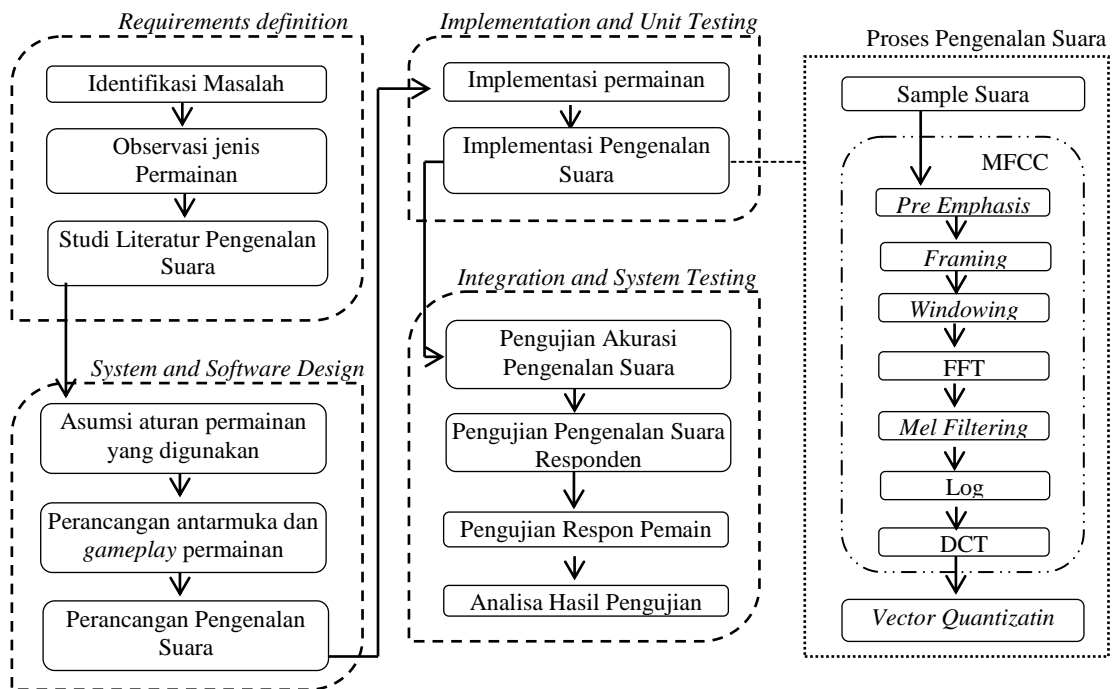 Requirements definition
Identifikasi Masalah
Observasi jenis
Permainan
Studi Literatur Pengenalan
Suara
System and Software Design
Asumsi aturan permainan
yang digunakan
Perancangan antarmuka dan
gameplay permainan
Perancangan Pengenalan
Suara
Implementation and Unit Testing
Implementasi permainan
Implementasi Pengenalan
Suara
Integration and System Testing
Pengujian Akurasi
Pengenalan Suara
Pengujian Pengenalan Suara
Responden
Pengujian Respon Pemain
Analisa Hasil Pengujian
Proses Pengenalan Suara
Sample Suara
MFCC
Pre Emphasis
Framing
Windowing
FFT
Mel Filtering
Log
DCT
Vector Quantizatin